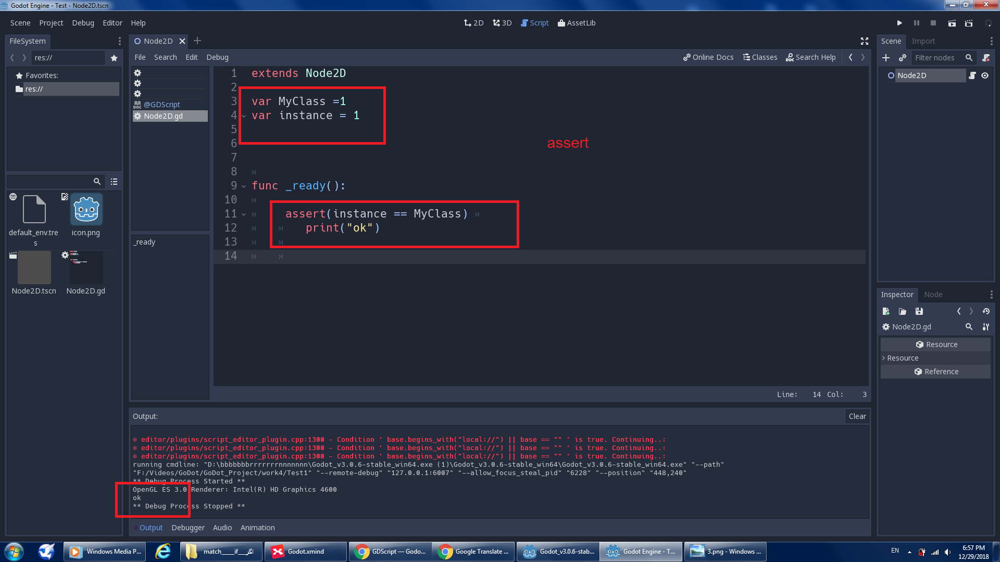 Godot Engine - Test - Node2D.tscn
Scene Project Debug Editor Help
2D 3D Script AssetLib
FileSystem
res://
Favorites:
res://
default_env.tre
s
icon.png
Node2D.tscn
Node2D.gd
Node2D
File Search Edit Debug
Online Docs Classes Search Help
@GDScript
Node2D.gd
_ready
1 extends Node2D
2
3 var MyClass =1
4 var instance = 1
5
6
7
8
9 func _ready():
10
11 assert(instance == MyClass)
12 print("ok")
13
14
assert
Line: 14 Col: 3
Output:
Clear
editor/plugins/script_editor_plugin.cpp:1300 - Condition ' base.begins_with("local://") || base == "" ' is true. Continuing..:
editor/plugins/script_editor_plugin.cpp:1300 - Condition ' base.begins_with("local://") || base == "" ' is true. Continuing..:
editor/plugins/script_editor_plugin.cpp:1300 - Condition ' base.begins_with("local://") || base == "" ' is true. Continuing..:
running cmdline: "D:\bbbbbbbrrrrrrrnnnnnnn\Godot_v3.0.6-stable_win64.exe (1)\Godot_v3.0.6-stable_win64\Godot_v3.0.6-stable_win64.exe" "--path"
"F:/Videos/GoDot/GoDot_Project/work4/Test1" "--remote-debug" "127.0.0.1:6007" "--allow_focus_steal_pid" "6228" "--position" "448,240"
** Debug Process Started **
OpenGL ES 3.0 Renderer: Intel(R) HD Graphics 4600
ok
** Debug Process Stopped **
Output Debugger Audio Animation
Scene Import
Filter nodes
Node2D
Inspector Node
Node2D.gd
Resource
Resource
Reference
Windows Media P...
match____if___اگر
Godot.xmind
GDScript — Godo...
Google Translate ...
Godot_v3.0.6-stab...
Godot Engine - T...
3.png - Windows ...
EN
6:57 PM
12/29/2018